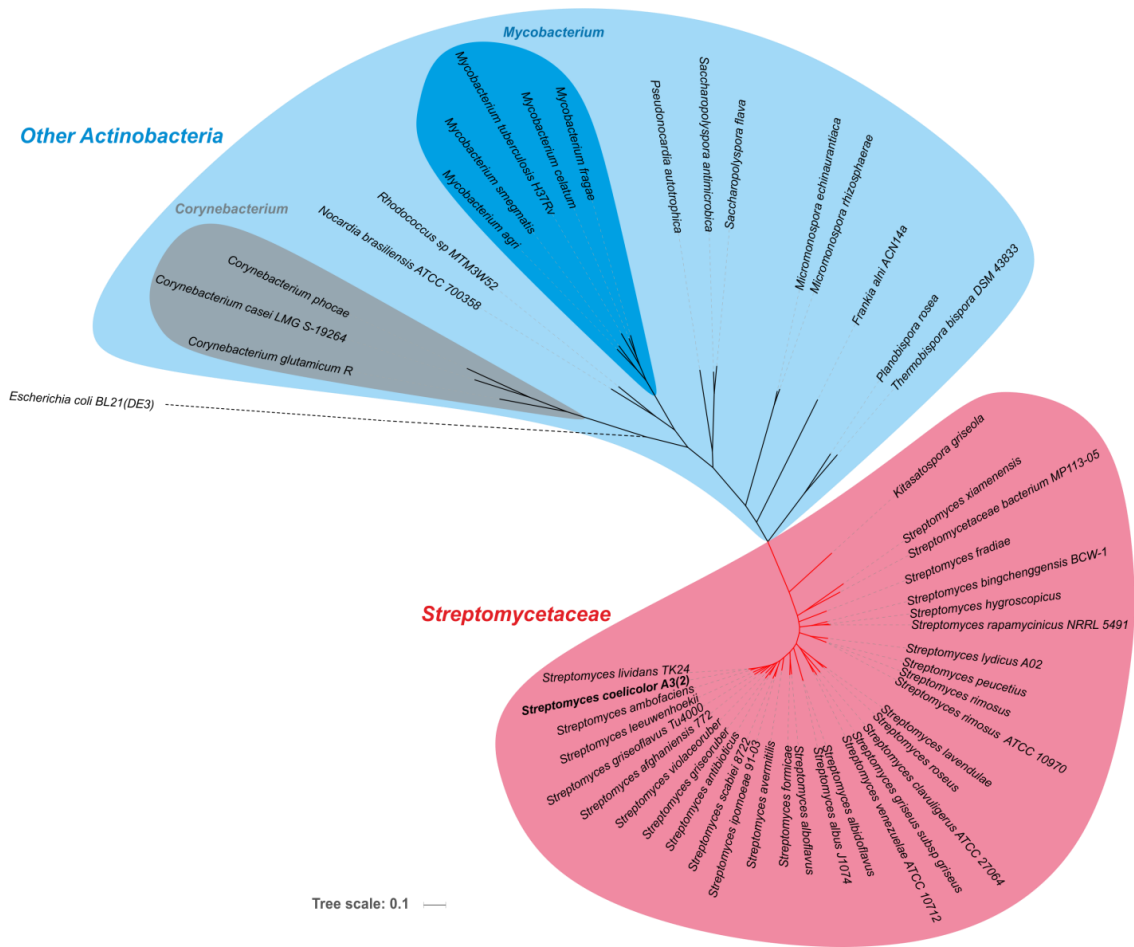 Mycobacterium
Other Actinobacteria
Mycobacterium tuberculosis H37Rv
Mycobacterium fragae
Mycobacterium celatum
Mycobacterium smegmatis
Mycobacterium agri
Pseudonocardia autotrophica
Saccharopolyspora antimicrobica
Saccharopolyspora flava
Micromonospora echinaurantiaca
Micromonospora rhizosphaerae
Frankia alni ACN14a
Planobispora rosea
Thermobispora bispora DSM 43833
Corynebacterium
Rhodococcus sp MTM3W52
Nocardia brasiliensis ATCC 700358
Corynebacterium phocae
Corynebacterium casei LMG S-19264
Corynebacterium glutamicum R
Escherichia coli BL21(DE3)
Streptomycetaceae
Kitasatospora griseola
Streptomyces xiamenensis
Streptomycetaceae bacterium MP113-05
Streptomyces fradiae
Streptomyces bingchenggensis BCW-1
Streptomyces hygroscopicus
Streptomyces rapamycinicus NRRL 5491
Streptomyces lydicus A02
Streptomyces peucetius
Streptomyces rimosus
Streptomyces rimosus ATCC 10970
Streptomyces lavendulae
Streptomyces roseus
Streptomyces clavuligerus ATCC 27064
Streptomyces griseus subsp griseus
Streptomyces venezuelae ATCC 10712
Streptomyces albidoflavus
Streptomyces albus J1074
Streptomyces alboflavus
Streptomyces formicae
Streptomyces avermitilis
Streptomyces ipomoeae 91-03
Streptomyces scabiei 8722
Streptomyces antibioticus
Streptomyces griseoruber
Streptomyces violaceoruber
Streptomyces afghaniensis 772
Streptomyces griseoflavus Tu4000
Streptomyces leeuwenhoekii
Streptomyces ambofaciens
Streptomyces coelicolor A3(2)
Streptomyces lividans TK24
Tree scale: 0.1